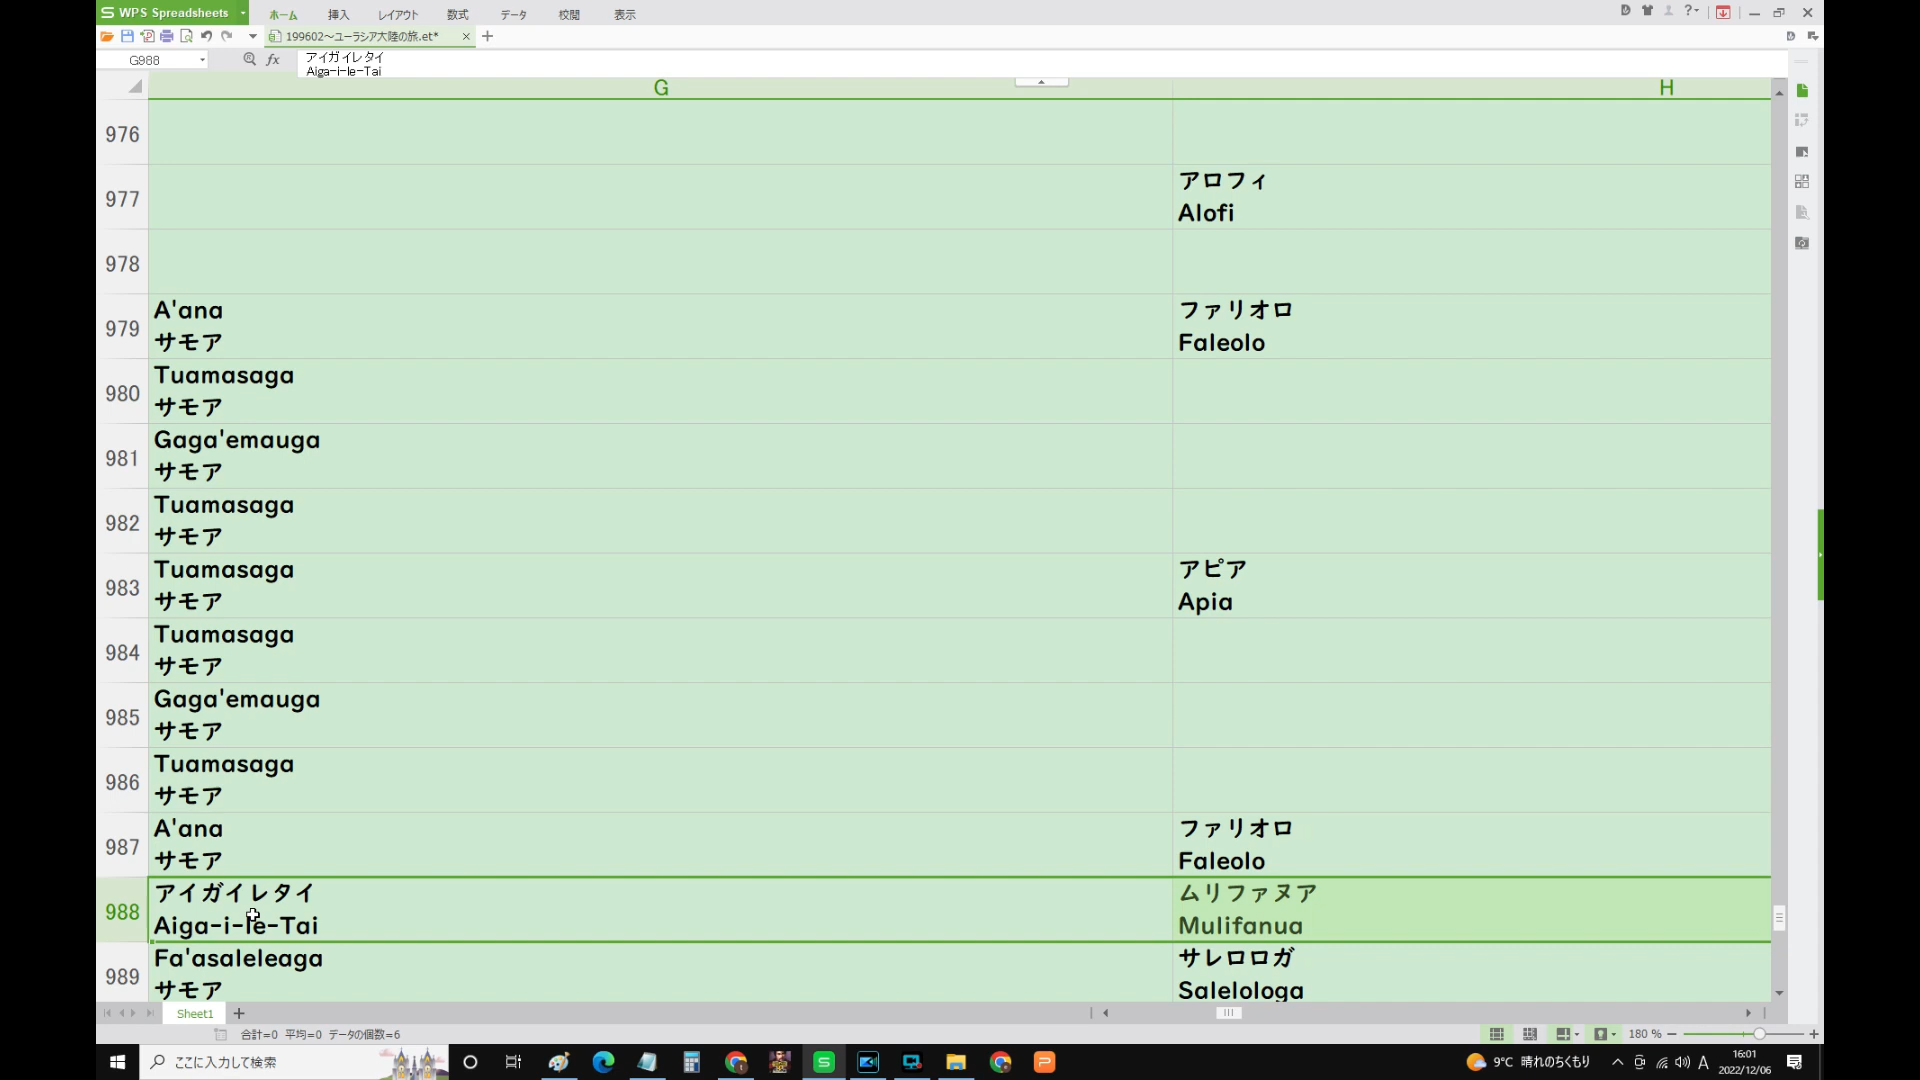 WPS Spreadsheets
ホーム
挿入
レイアウト
数式
データ
校閲
表示
199602～ユーラシア大陸の旅.et*
G988
fx
アイガイレタイ
Aiga-i-le-Tai
G
H
976
977
アロフィ
Alofi
978
979
A'ana
サモア
ファリオロ
Faleolo
980
Tuamasaga
サモア
981
Gaga'emauga
サモア
982
Tuamasaga
サモア
983
Tuamasaga
サモア
アピア
Apia
984
Tuamasaga
サモア
985
Gaga'emauga
サモア
986
Tuamasaga
サモア
987
A'ana
サモア
ファリオロ
Faleolo
988
アイガイレタイ
Aiga-i-le-Tai
ムリファヌア
Mulifanua
989
Fa'asaleleaga
サモア
サレロロガ
Salelologa
Sheet1
合計=0 平均=0 データの個数=6
180 %
ここに入力して検索
9°C 晴れのちくもり
A
16:01
2022/12/06